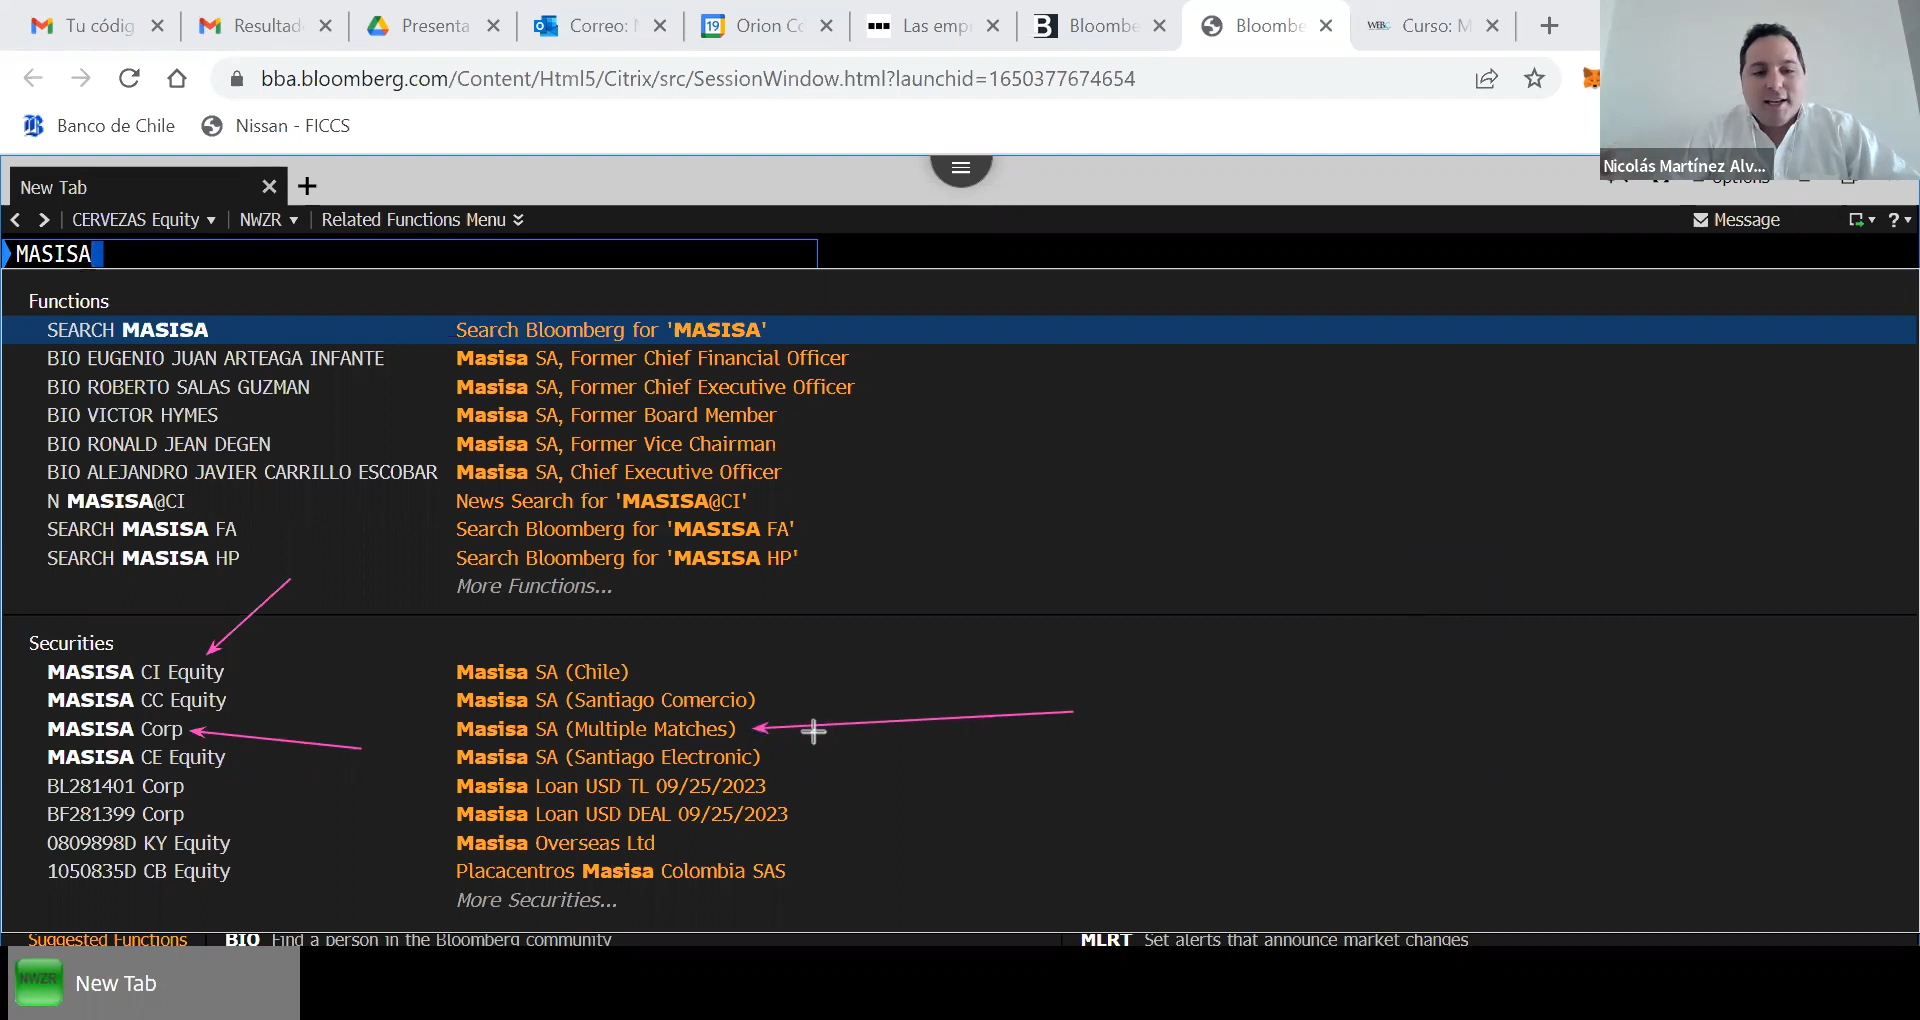 Tu códig
Resultad
Presenta
Correo: N
19
Orion Co
Las emp
B
Bloombe
Bloombe
WEBC
Curso: M
bba.bloomberg.com/Content/Html5/Citrix/src/SessionWindow.html?launchid=1650377674654
Banco de Chile
Nissan - FICCS
Nicolás Martínez Alv...
New Tab
CERVEZAS Equity
NWZR
Related Functions Menu
Message
?
MASISA
Functions
SEARCH MASISA Search Bloomberg for 'MASISA'
BIO EUGENIO JUAN ARTEAGA INFANTE Masisa SA, Former Chief Financial Officer
BIO ROBERTO SALAS GUZMAN Masisa SA, Former Chief Executive Officer
BIO VICTOR HYMES Masisa SA, Former Board Member
BIO RONALD JEAN DEGEN Masisa SA, Former Vice Chairman
BIO ALEJANDRO JAVIER CARRILLO ESCOBAR Masisa SA, Chief Executive Officer
N MASISA@CI News Search for 'MASISA@CI'
SEARCH MASISA FA Search Bloomberg for 'MASISA FA'
SEARCH MASISA HP Search Bloomberg for 'MASISA HP'
More Functions...
Securities
MASISA CI Equity Masisa SA (Chile)
MASISA CC Equity Masisa SA (Santiago Comercio)
MASISA Corp Masisa SA (Multiple Matches)
MASISA CE Equity Masisa SA (Santiago Electronic)
BL281401 Corp Masisa Loan USD TL 09/25/2023
BF281399 Corp Masisa Loan USD DEAL 09/25/2023
0809898D KY Equity Masisa Overseas Ltd
1050835D CB Equity Placacentros Masisa Colombia SAS
More Securities...
Suggested Functions BIO Find a person in the Bloomberg community MLRT Set alerts that announce market changes
NWZR
New Tab